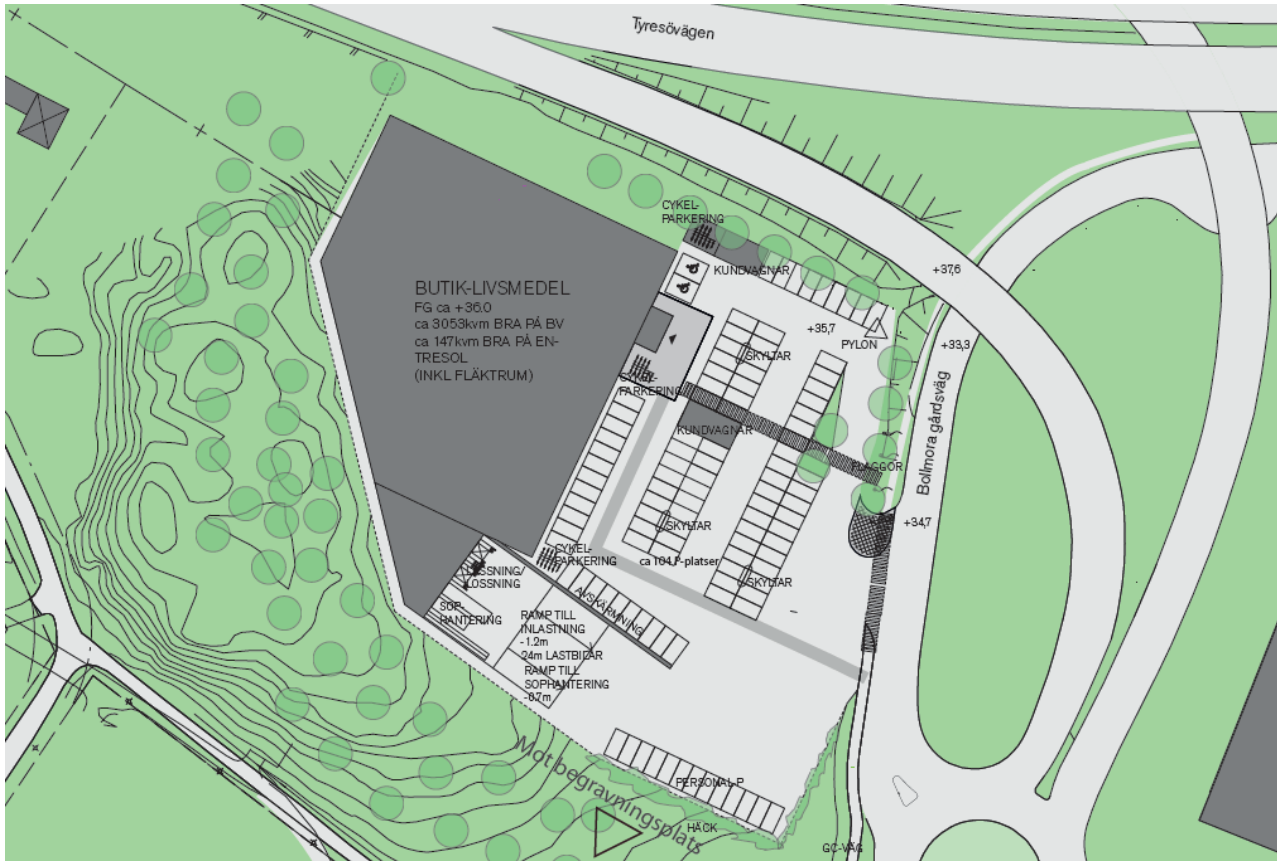 Tyresövägen
CYKEL-
PARKERING
KUNDVAGNAR
+37,6
BUTIK-LIVSMEDEL
FG ca +36.0
ca 3053kvm BRA PÅ BV
ca 147kvm BRA PÅ EN-
TRESOL
(INKL FLÄKTRUM)
+35,7
PYLON
+33,3
SKYLTAR
CYKEL-
PARKERING
KUNDVAGNAR
Bollmora gårdsväg
FLAGGOR
SKYLTAR
+34,7
CYKEL-
PARKERING
ca 104 P-platser
LASSNING/
LOSSNING
SKYLTAR
AVSKÄRMNING
SOP-
HANTERING
RAMP TILL
INLASTNING
-1.2m
24m LASTBILAR
RAMP TILL
SOPHANTERING
-0.7m
Mot begravningsplats
PERSONAL-P
HÄCK
GC-VÄG